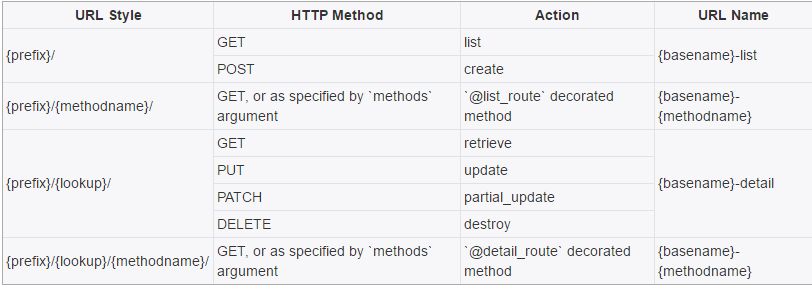 URL Style HTTP Method Action URL Name
{prefix}/ GET list {basename}-list
POST create
{prefix}/{methodname}/ GET, or as specified by `methods` argument `@list_route` decorated method {basename}-{methodname}
{prefix}/{lookup}/ GET retrieve {basename}-detail
PUT update
PATCH partial_update
DELETE destroy
{prefix}/{lookup}/{methodname}/ GET, or as specified by `methods` argument `@detail_route` decorated method {basename}-{methodname}